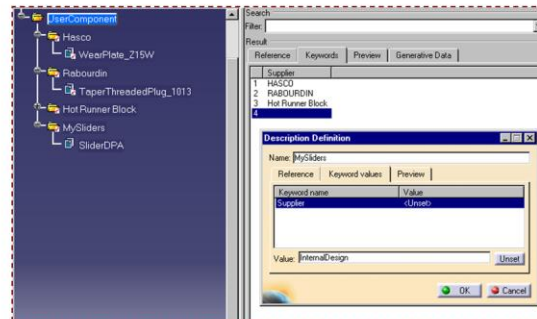 UserComponent
Hasco
WearPlate_Z15W
Rabourdin
TaperThreadedPlug_1013
Hot Runner Block
MySliders
SliderDPA
Search
Filter:
Result
Reference Keywords Preview Generative Data
Supplier
1 HASCO
2 RABOURDIN
3 Hot Runner Block
4
Description Definition
Name: MySliders
Reference Keyword values Preview
Keyword name Value
Supplier <Unset>
Value: InternalDesign Unset
OK Cancel